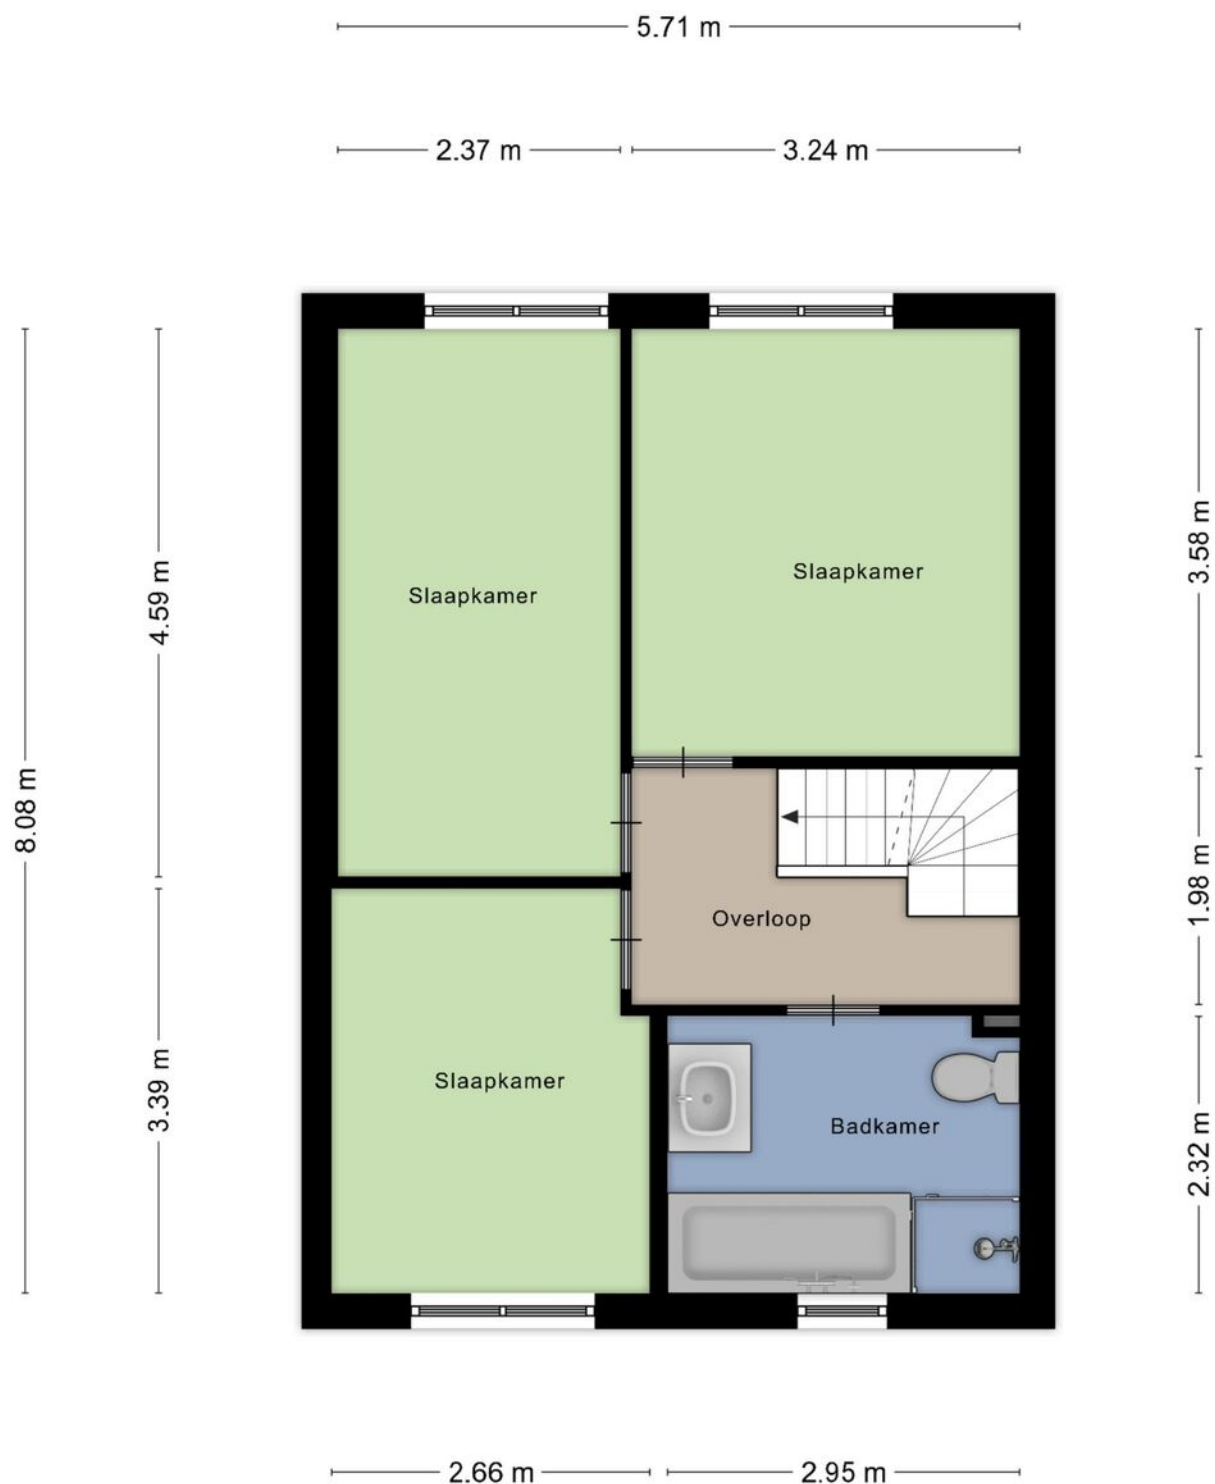 5.71 m
2.37 m
3.24 m
8.08 m
4.59 m
3.58 m
Slaapkamer
Slaapkamer
1.98 m
Overloop
3.39 m
Slaapkamer
Badkamer
2.32 m
2.66 m
2.95 m